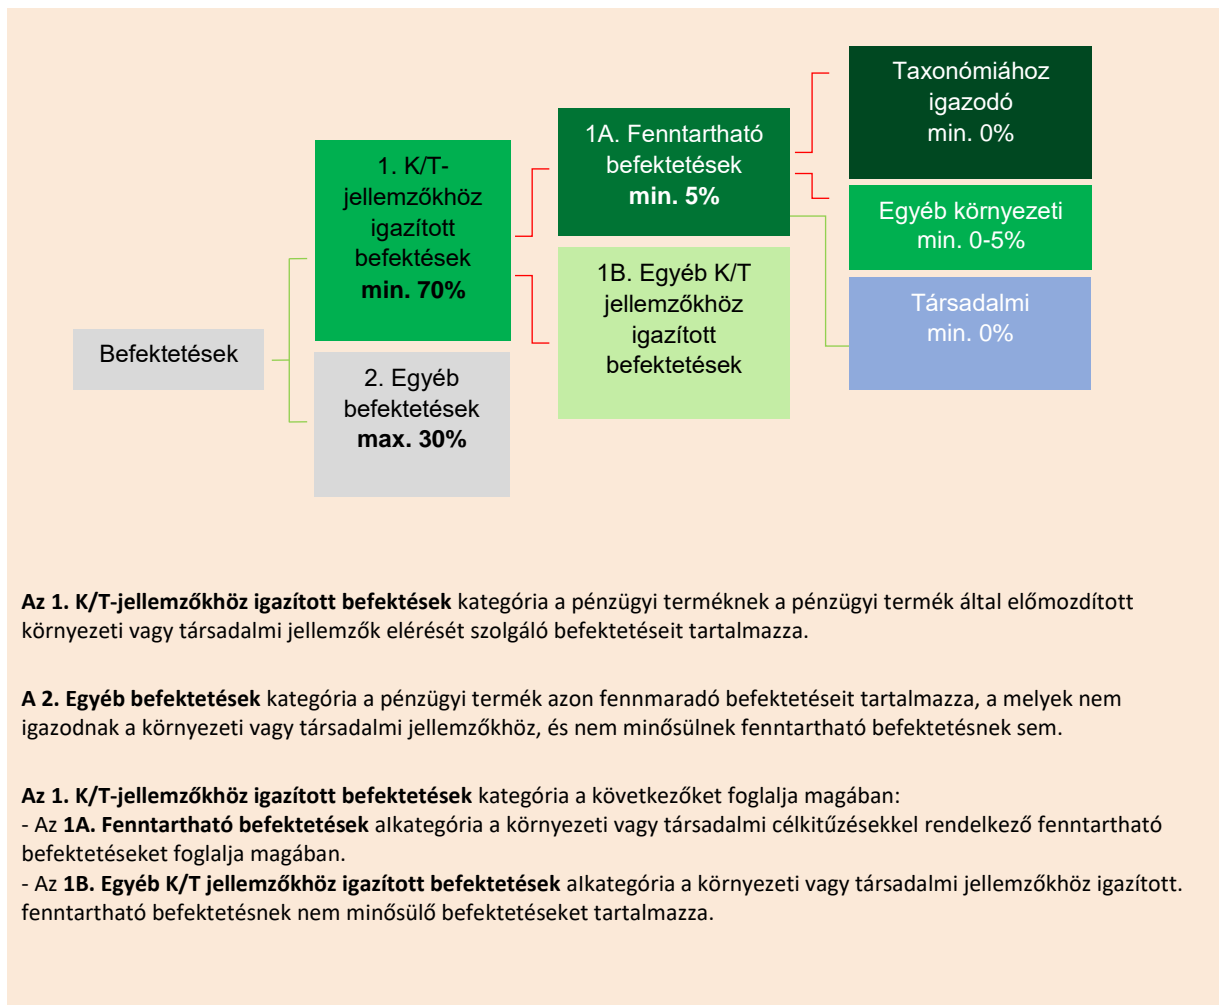 Befektetések
1. K/T-
jellemzőkhöz
igazított
befektések
min. 70%
2. Egyéb
befektetések
max. 30%
1A. Fenntartható
befektetések
min. 5%
1B. Egyéb K/T
jellemzőkhöz
igazított
befektetések
Taxonómiához
igazodó
min. 0%
Egyéb környezeti
min. 0-5%
Társadalmi
min. 0%
Az 1. K/T-jellemzőkhöz igazított befektések kategória a pénzügyi terméknek a pénzügyi termék által előmozdított
környezeti vagy társadalmi jellemzők elérését szolgáló befektetéseit tartalmazza.
A 2. Egyéb befektetések kategória a pénzügyi termék azon fennmaradó befektetéseit tartalmazza, a melyek nem
igazodnak a környezeti vagy társadalmi jellemzőkhöz, és nem minősülnek fenntartható befektetésnek sem.
Az 1. K/T-jellemzőkhöz igazított befektetések kategória a következőket foglalja magában:
- Az 1A. Fenntartható befektetések alkategória a környezeti vagy társadalmi célkitűzésekkel rendelkező fenntartható
befektetéseket foglalja magában.
- Az 1B. Egyéb K/T jellemzőkhöz igazított befektetések alkategória a környezeti vagy társadalmi jellemzőkhöz igazított.
fenntartható befektetésnek nem minősülő befektetéseket tartalmazza.